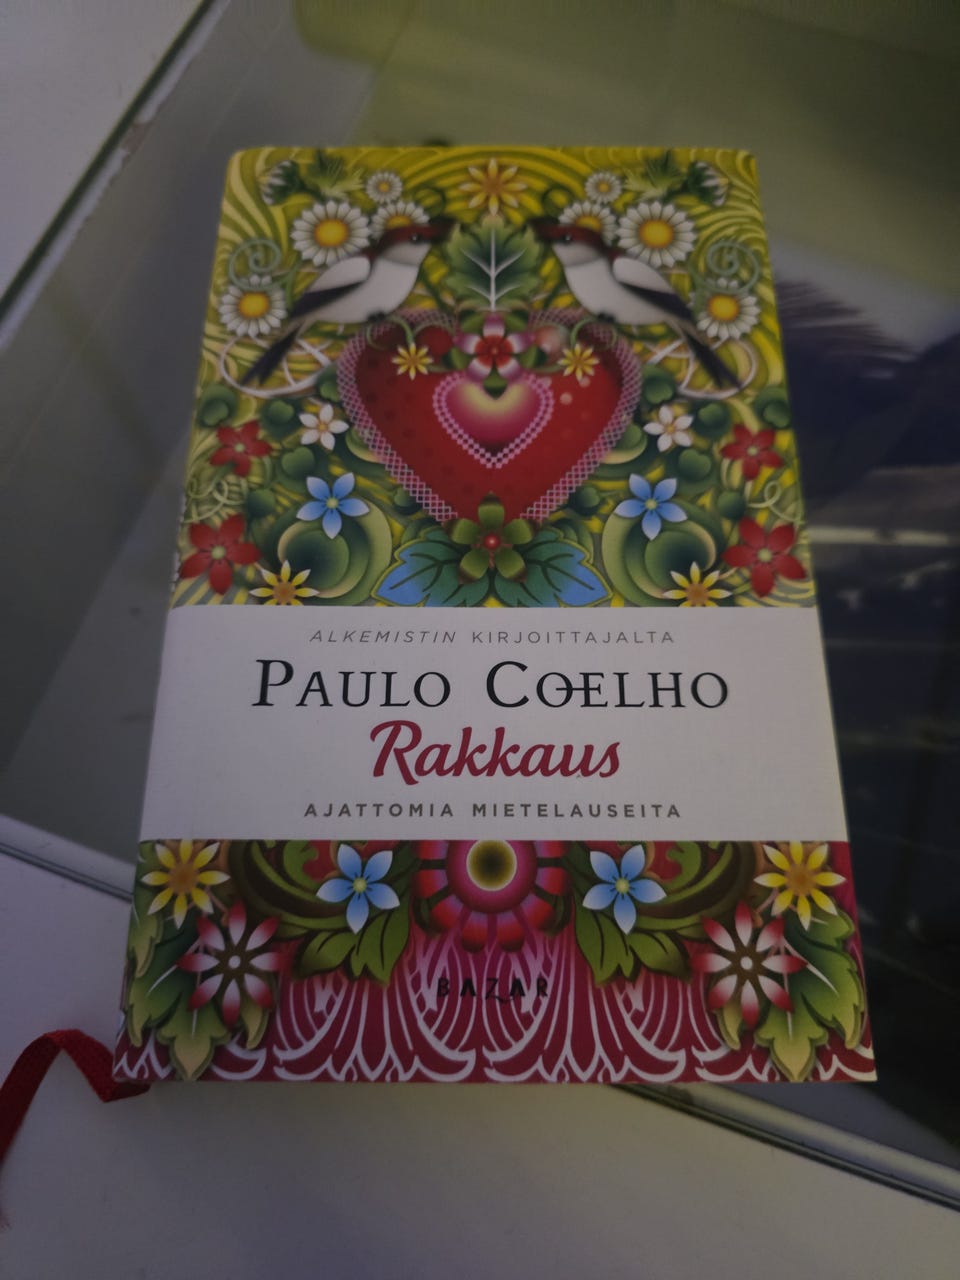 ALKEMISTIN KIRJOITTAJALTA
PAULO COELHO
Rakkaus
AJATTOMIA MIETELAUSEITA
BAZAR